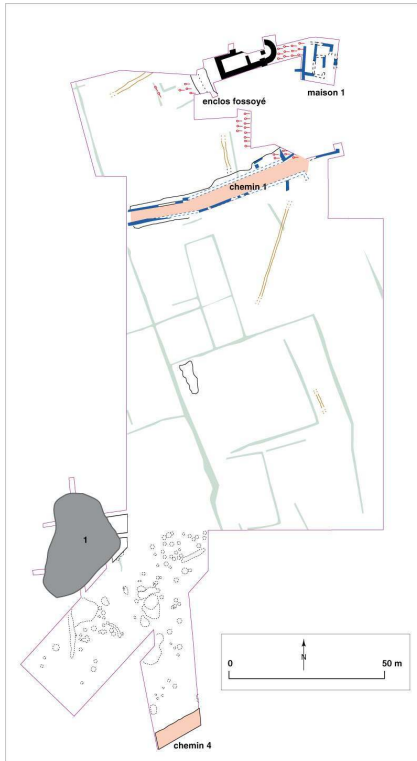 enclos fossoyé
maison 1
chemin 1
1
N
0
50 m
chemin 4